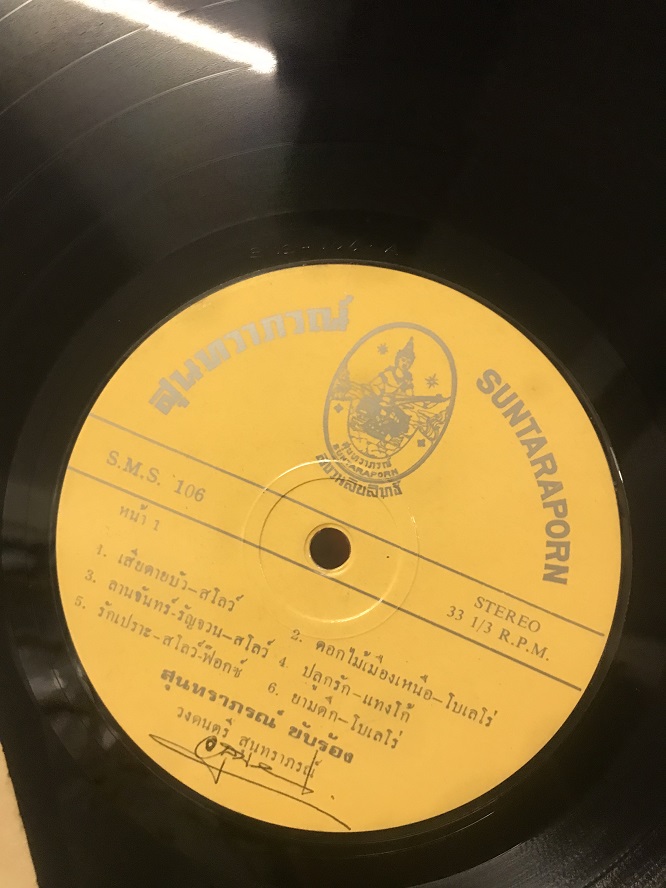 สุนทราภรณ์
SUNTARAPORN
สุนทราภรณ์
SUNTARAPORN
S.M.S. 106
หน้า 1
STEREO
33 1/3 R.P.M.
1. เสียดายบัว-สโลว์
2. ดอกไม้เมืองเหนือ-โบเลโร่
3. ลานจันทร์-รัญจวน-สโลว์
4. ปลูกรัก-แทงโก้
5. รักเปราะ-สโลว์-ฟ็อกซ์
6. ยามดึก-โบเลโร่
สุนทราภรณ์ ขับร้อง
วงดนตรี สุนทราภรณ์